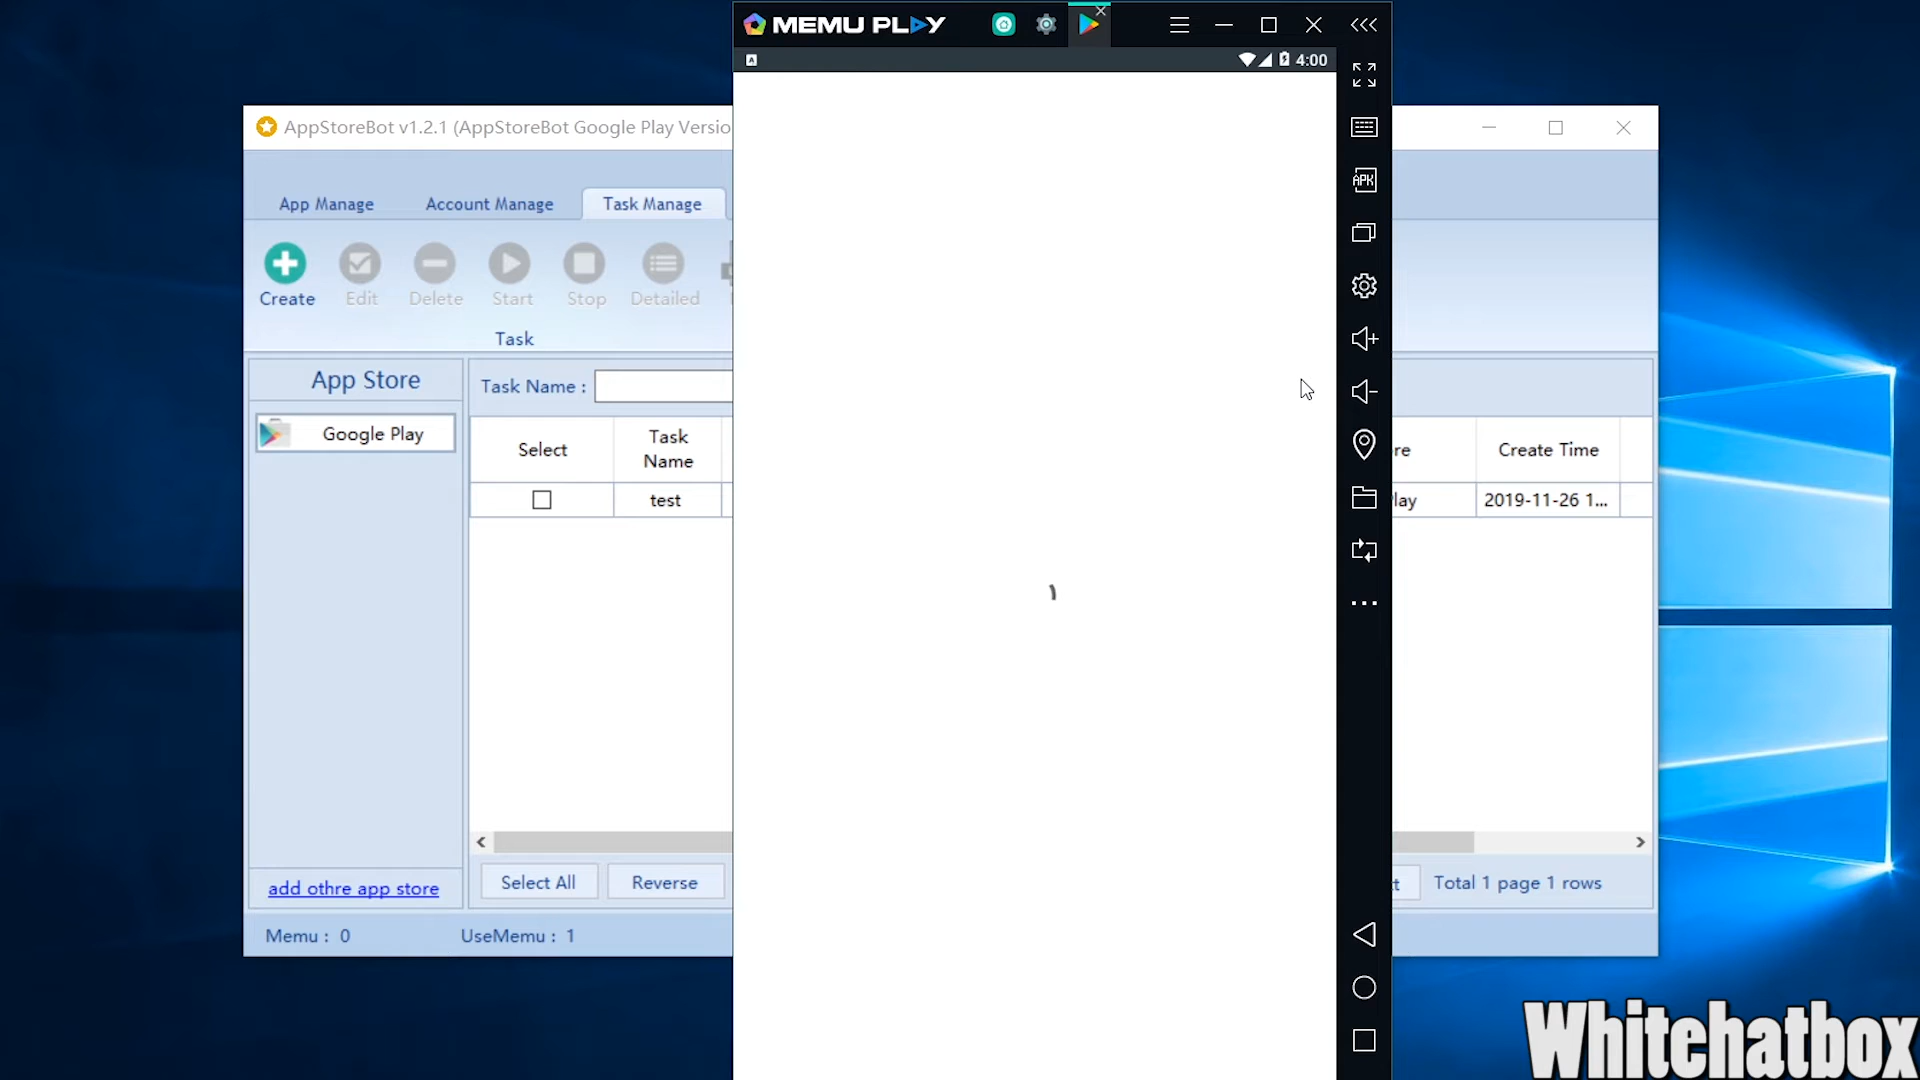 MEMU PLAY
4:00
AppStoreBot v1.2.1 (AppStoreBot Google Play Versio
App Manage
Account Manage
Task Manage
APK
Create
Edit
Delete
Start
Stop
Detailed
Task
App Store
Task Name :
Google Play
Select
Task
Name
re
Create Time
test
lay
2019-11-26 1...
add othre app store
Select All
Reverse
t
Total 1 page 1 rows
Memu : 0
UseMemu : 1
Whitehatbox